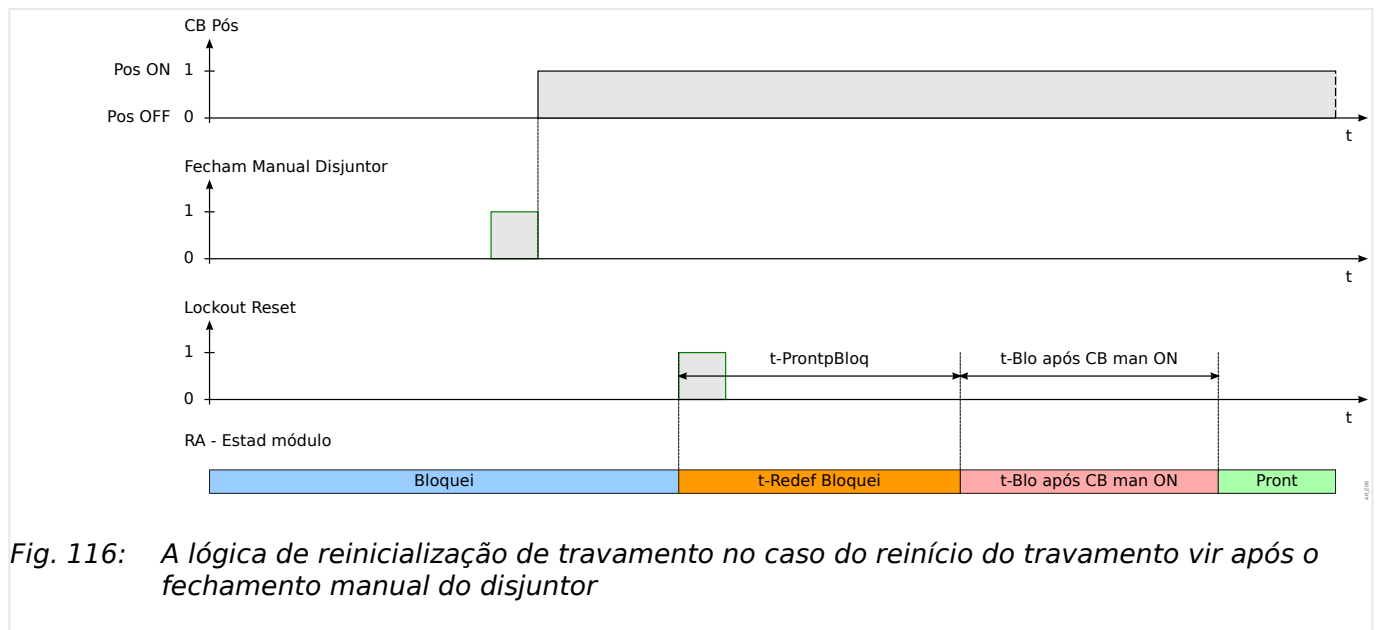 CB Pós
Pos ON 1
Pos OFF 0
t
Fecham Manual Disjuntor
1
0
t
Lockout Reset
1
t-ProntpBloq t-Blo após CB man ON
0
t
RA - Estad módulo
Bloquei t-Redef Bloquei t-Blo após CB man ON Pront
Fig. 116: A lógica de reinicialização de travamento no caso do reinício do travamento vir após o
fechamento manual do disjuntor